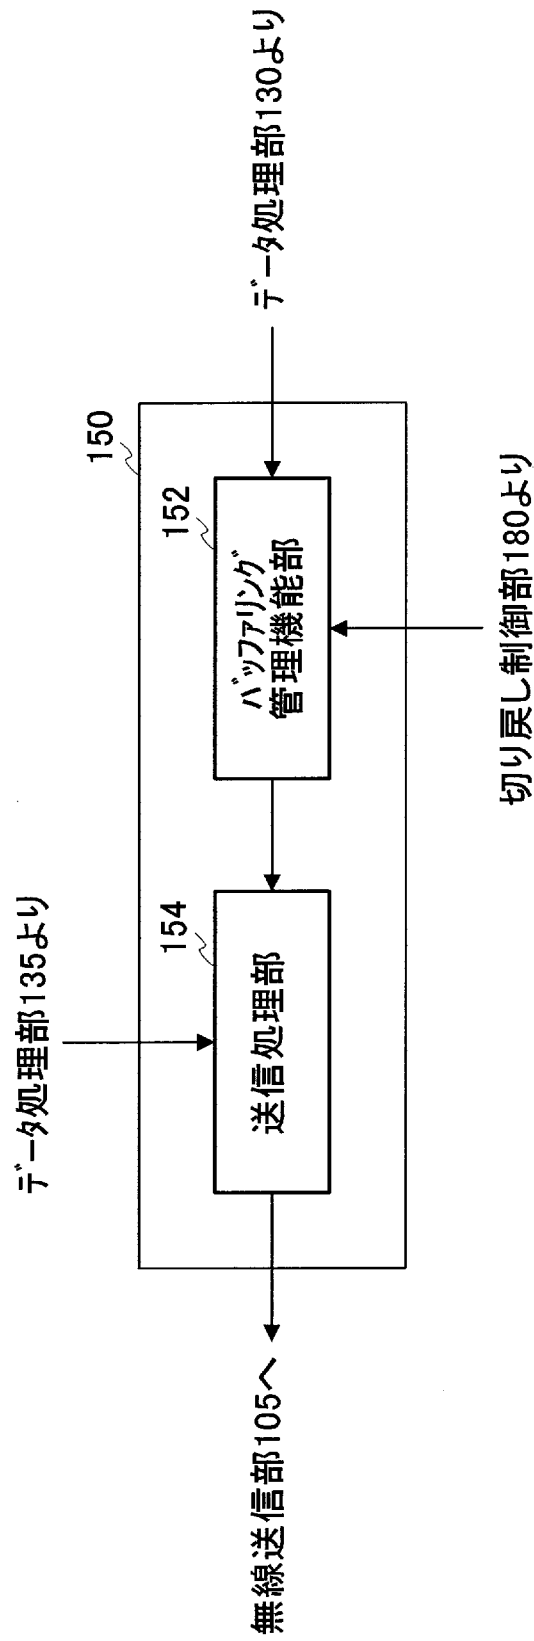 データ処理部135より
無線送信部105へ
154
送信処理部
150
152
バッファリング
管理機能部
データ処理部130より
切り戻し制御部180より